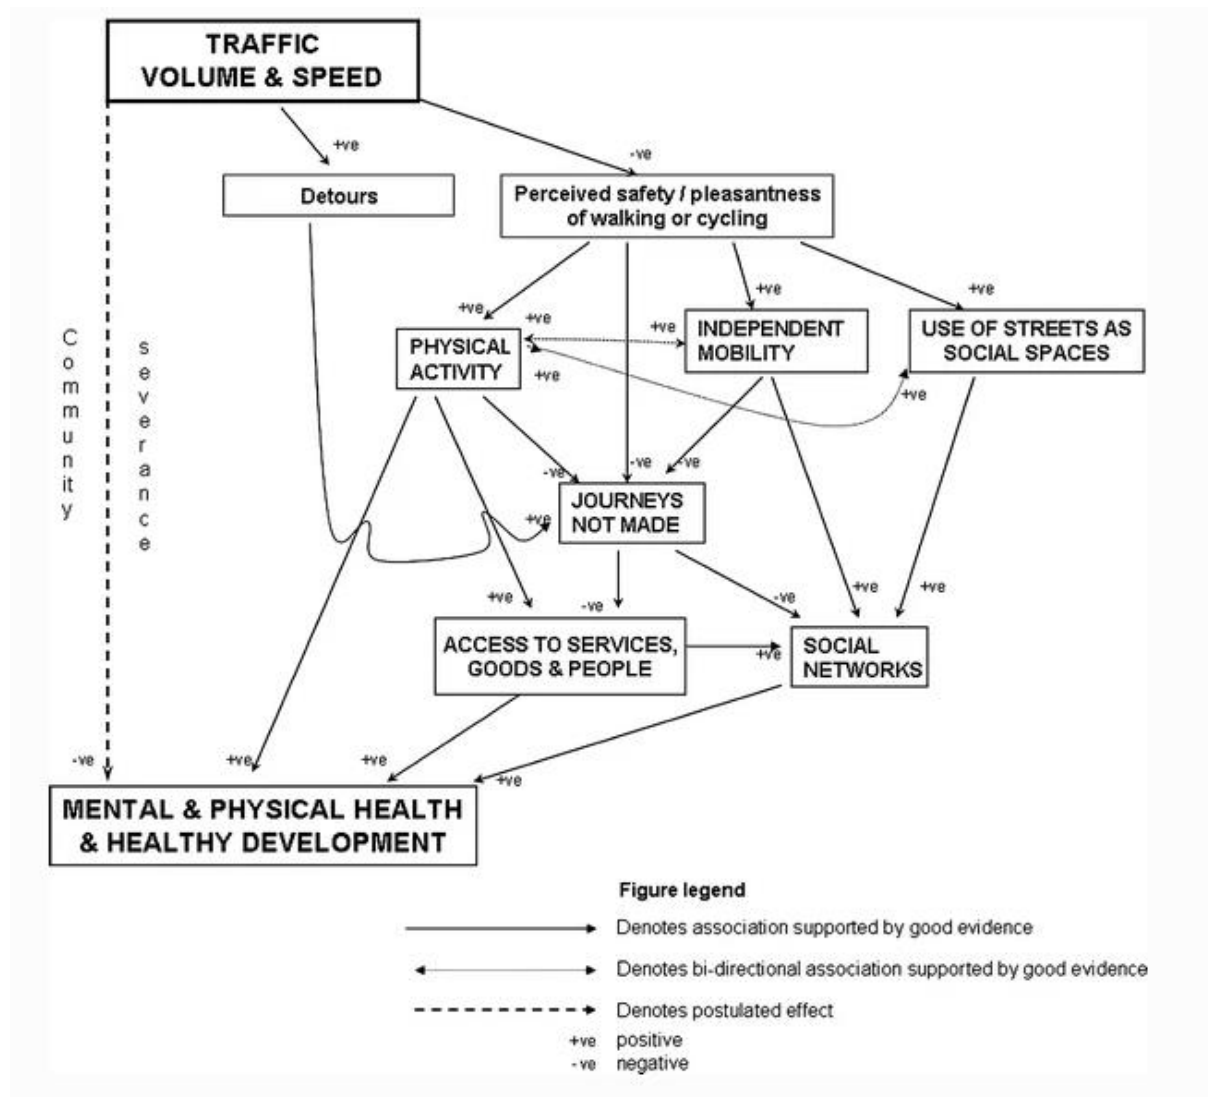 TRAFFIC
VOLUME & SPEED
+ve
-ve
Detours
Perceived safety / pleasantness
of walking or cycling
+ve
+ve
+ve
+ve
+ve
+ve
+ve
+ve
PHYSICAL
ACTIVITY
INDEPENDENT
MOBILITY
USE OF STREETS AS
SOCIAL SPACES
Community
severance
-ve
-ve
-ve
+ve
JOURNEYS
NOT MADE
+ve
-ve
-ve
+ve
+ve
ACCESS TO SERVICES,
GOODS & PEOPLE
+ve
SOCIAL
NETWORKS
-ve
+ve
+ve
+ve
MENTAL & PHYSICAL HEALTH
& HEALTHY DEVELOPMENT
Figure legend
Denotes association supported by good evidence
Denotes bi-directional association supported by good evidence
Denotes postulated effect
+ve positive
-ve negative